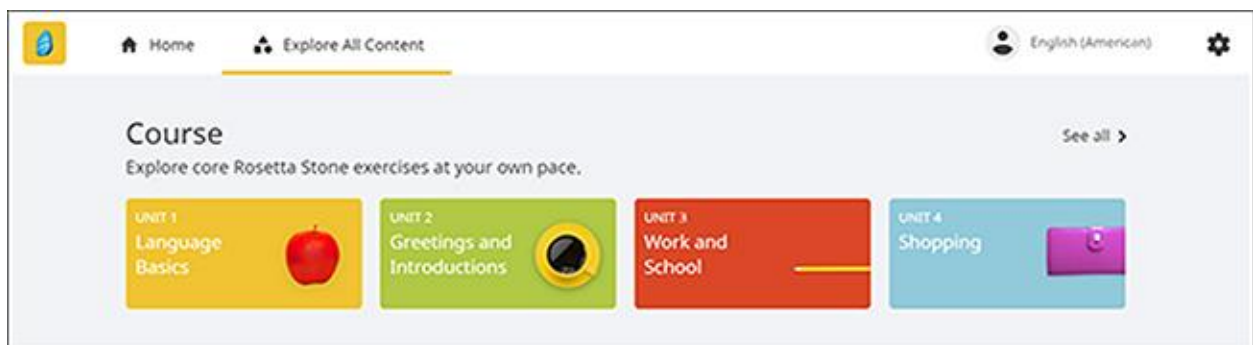 Home
Explore All Content
English (American)
Course
See all
Explore core Rosetta Stone exercises at your own pace.
UNIT 1
Language
Basics
UNIT 2
Greetings and
Introductions
UNIT 3
Work and
School
UNIT 4
Shopping